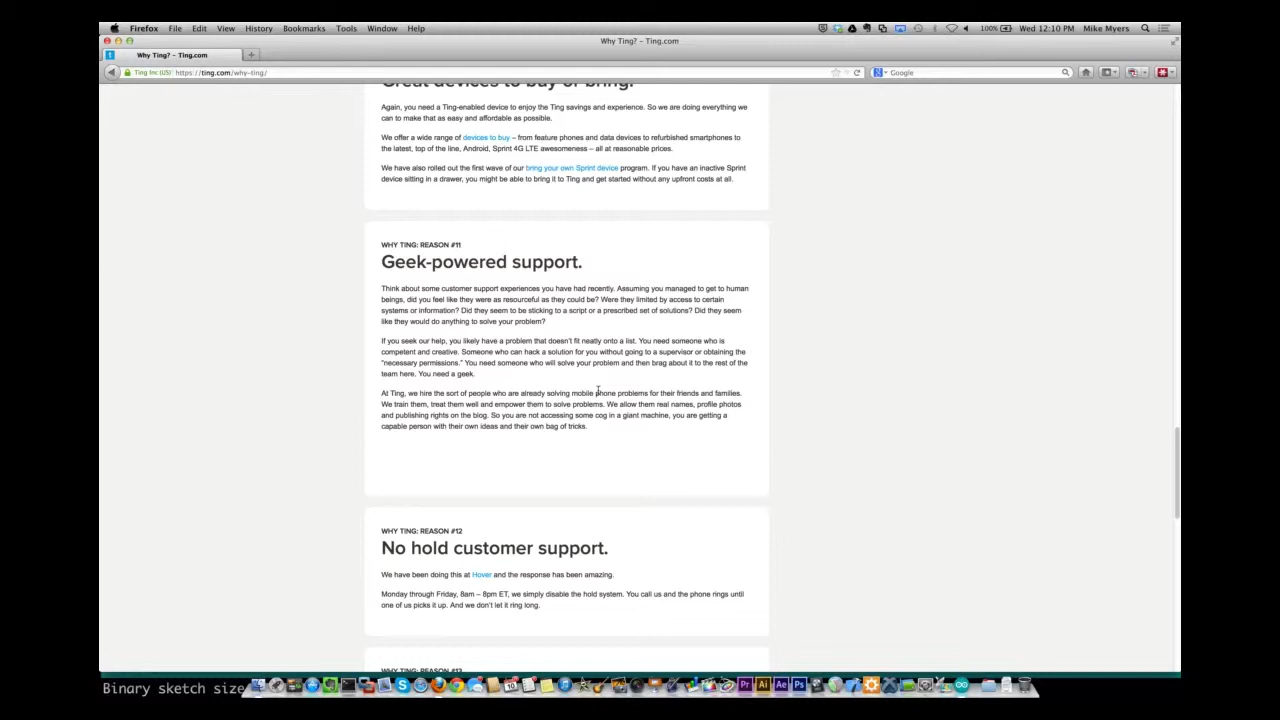 Firefox File Edit View History Bookmarks Tools Window Help 100% Wed 12:10 PM Mike Myers
Why Ting? – Ting.com
Why Ting? – Ting.com
Ting Inc (US) https://ting.com/why-ting/ Google
Great devices to buy or bring.
Again, you need a Ting-enabled device to enjoy the Ting savings and experience. So we are doing everything we
can to make that as easy and affordable as possible.
We offer a wide range of devices to buy – from feature phones and data devices to refurbished smartphones to
the latest, top of the line, Android, Sprint 4G LTE awesomeness – all at reasonable prices.
We have also rolled out the first wave of our bring your own Sprint device program. If you have an inactive Sprint
device sitting in a drawer, you might be able to bring it to Ting and get started without any upfront costs at all.
WHY TING: REASON #11
Geek-powered support.
Think about some customer support experiences you have had recently. Assuming you managed to get to human
beings, did you feel like they were as resourceful as they could be? Were they limited by access to certain
systems or information? Did they seem to be sticking to a script or a prescribed set of solutions? Did they seem
like they would do anything to solve your problem?
If you seek our help, you likely have a problem that doesn't fit neatly onto a list. You need someone who is
competent and creative. Someone who can hack a solution for you without going to a supervisor or obtaining the
"necessary permissions." You need someone who will solve your problem and then brag about it to the rest of the
team here. You need a geek.
At Ting, we hire the sort of people who are already solving mobile phone problems for their friends and families.
We train them, treat them well and empower them to solve problems. We allow them real names, profile photos
and publishing rights on the blog. So you are not accessing some cog in a giant machine, you are getting a
capable person with their own ideas and their own bag of tricks.
WHY TING: REASON #12
No hold customer support.
We have been doing this at Hover and the response has been amazing.
Monday through Friday, 8am – 8pm ET, we simply disable the hold system. You call us and the phone rings until
one of us picks it up. And we don't let it ring long.
WHY TING: REASON #13
Binary sketch size
Pr Ai Ae Ps